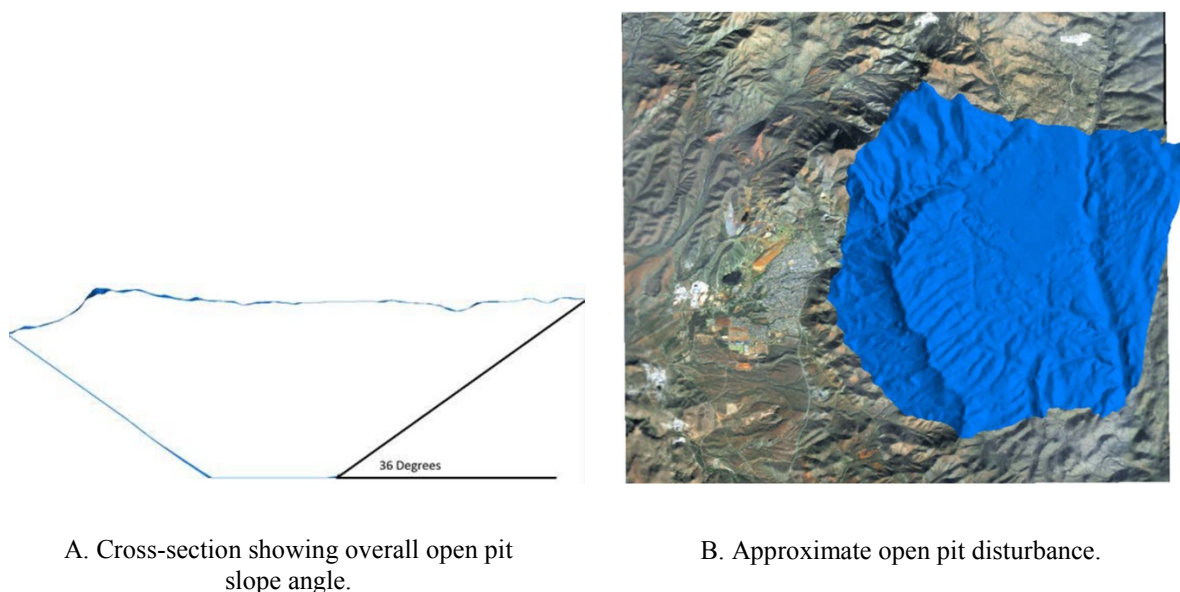 36 Degrees
A. Cross-section showing overall open pit
slope angle.
B. Approximate open pit disturbance.